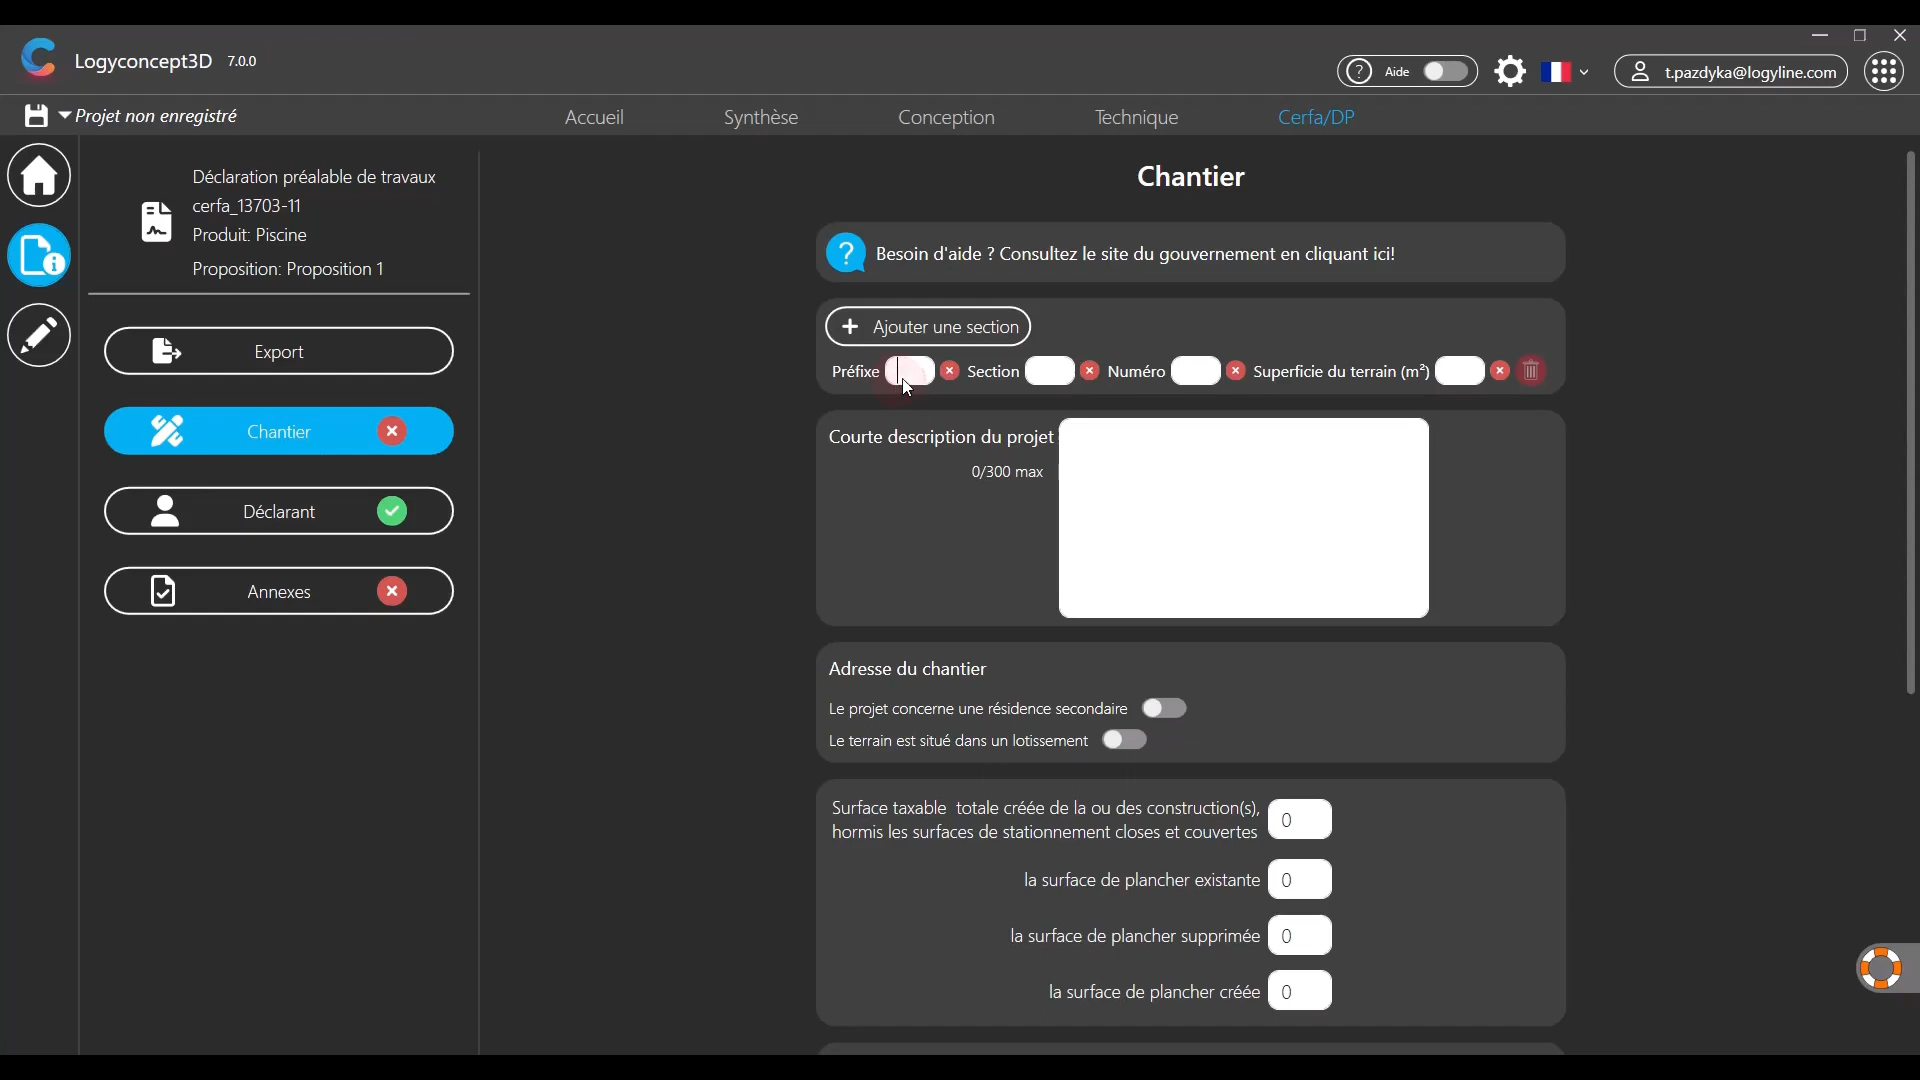 Logyconcept3D 7.0.0
Aide
t.pazdyka@logyline.com
Projet non enregistré
Accueil
Synthèse
Conception
Technique
Cerfa/DP
Déclaration préalable de travaux
cerfa_13703-11
Produit: Piscine
Proposition: Proposition 1
Export
Chantier
Déclarant
Annexes
Chantier
Besoin d'aide ? Consultez le site du gouvernement en cliquant ici!
Ajouter une section
Préfixe Section Numéro Superficie du terrain (m²)
Courte description du projet
0/300 max
Adresse du chantier
Le projet concerne une résidence secondaire
Le terrain est situé dans un lotissement
Surface taxable totale créée de la ou des construction(s),
hormis les surfaces de stationnement closes et couvertes 0
la surface de plancher existante 0
la surface de plancher supprimée 0
la surface de plancher créée 0